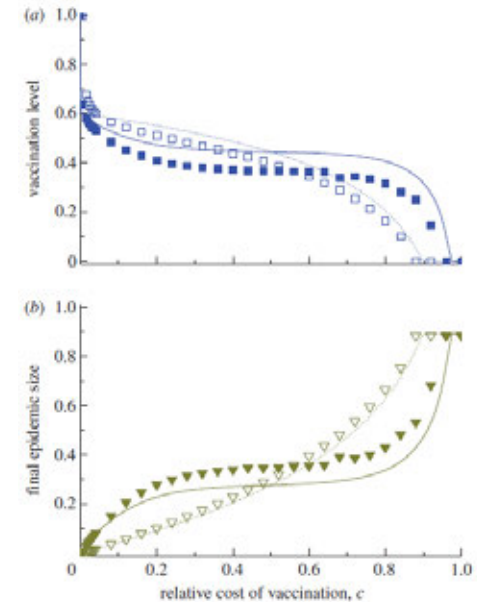 (a) 1.0
0.8
0.6
0.4
0.2
0
vaccination level
(b) 1.0
0.8
0.6
0.4
0.2
final epidemic size
0 0.2 0.4 0.6 0.8 1.0
relative cost of vaccination, c